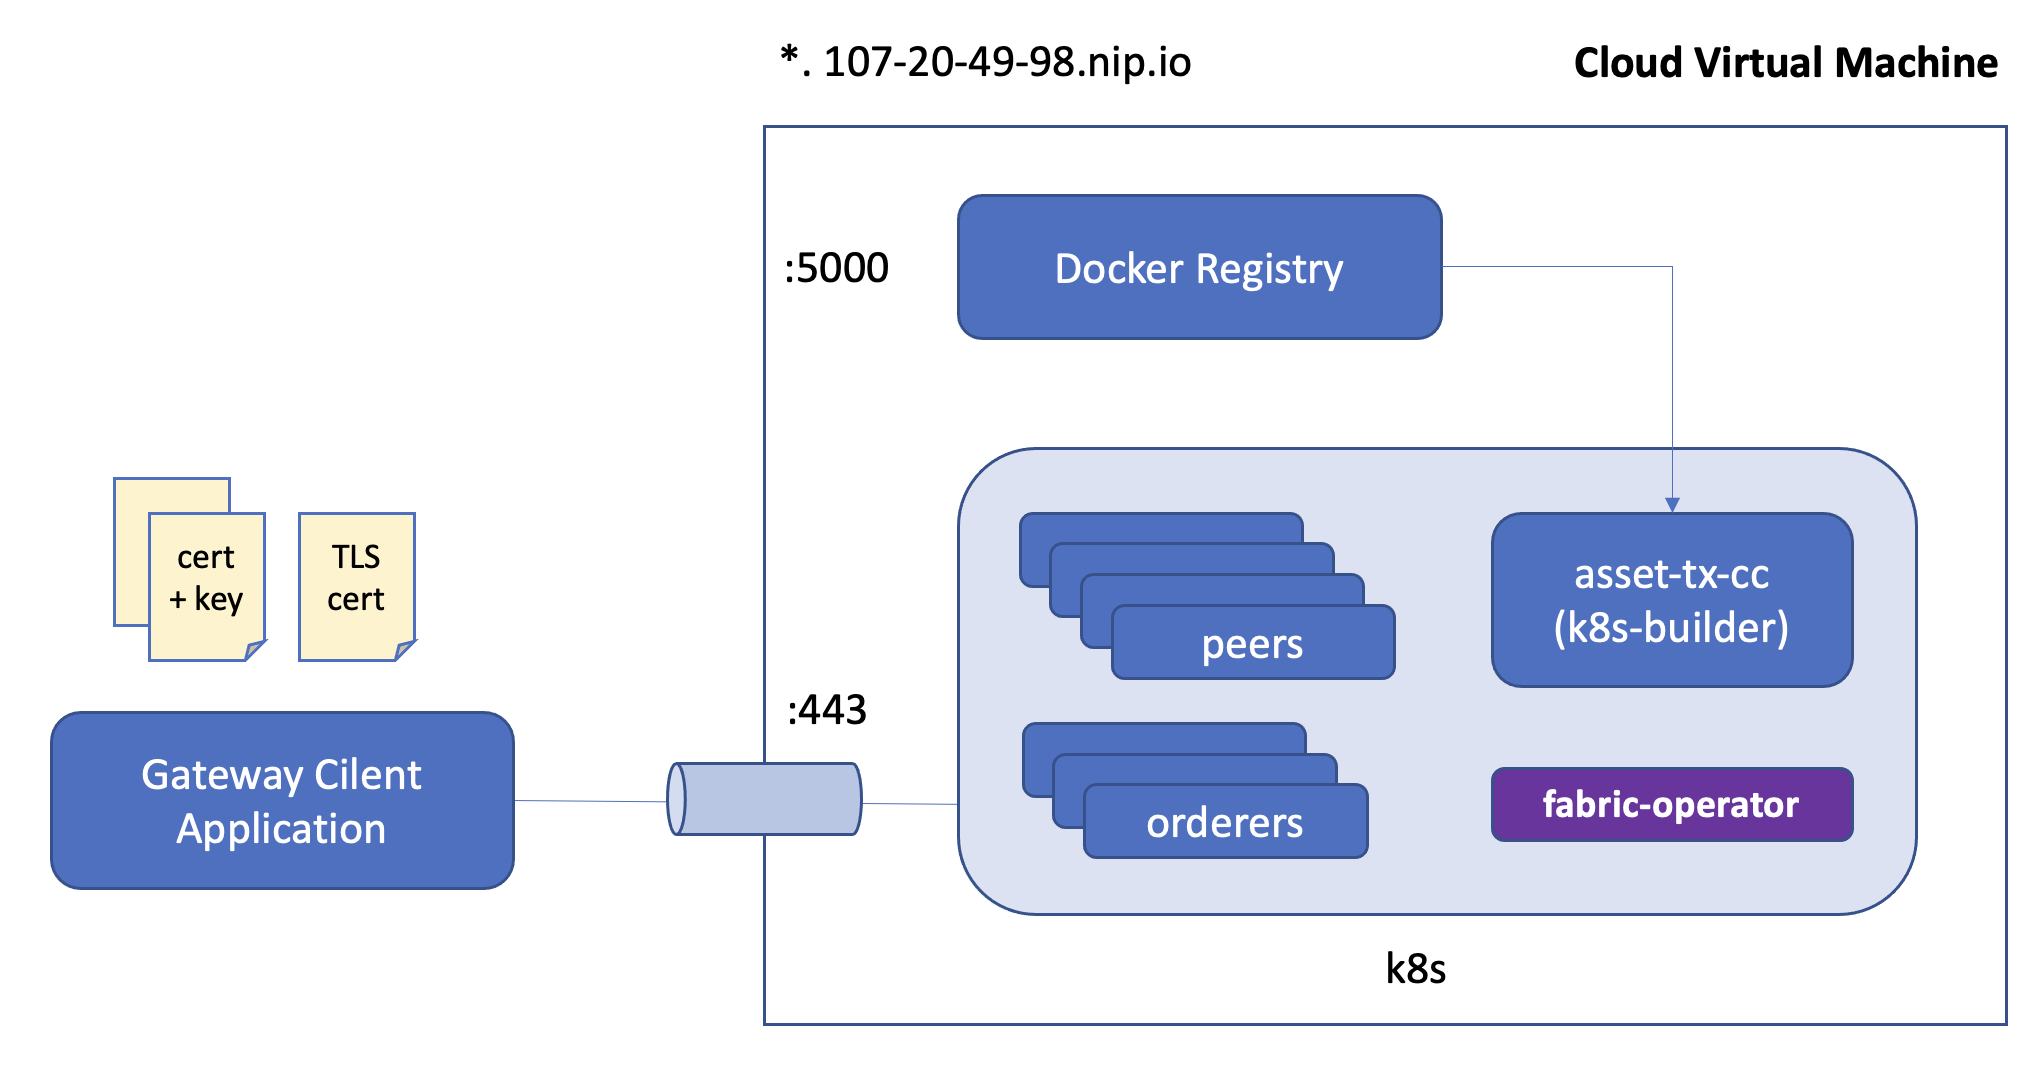 *. 107-20-49-98.nip.io
Cloud Virtual Machine
:5000
Docker Registry
cert
+ key
TLS
cert
asset-tx-cc
(k8s-builder)
peers
:443
Gateway Cilent
Application
orderers
fabric-operator
k8s